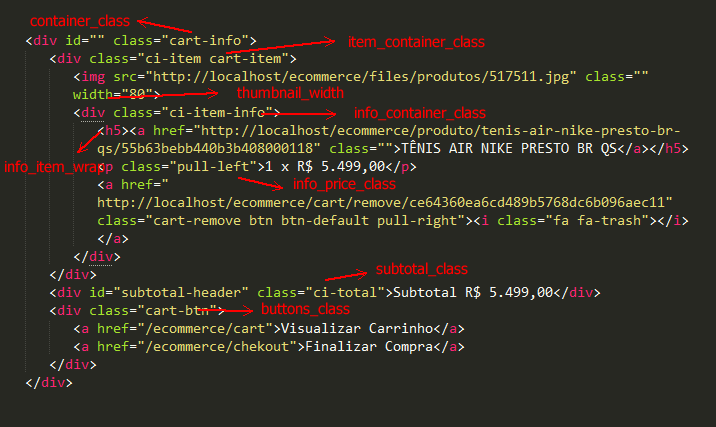 container_class
<div id="" class="cart-info">
item_container_class
<div class="ci-item cart-item">
<img src="http://localhost/ecommerce/files/produtos/517511.jpg" class=""
width="80">
thumbnail_width
<div class="ci-item-info">
info_container_class
<h5><a href="http://localhost/ecommerce/produto/tenis-air-nike-presto-br-
qs/55b63bebb440b3b408000118" class="">TÊNIS AIR NIKE PRESTO BR QS</a></h5>
info_item_wrap
<p class="pull-left">1 x R$ 5.499,00</p>
<a href="
info_price_class
http://localhost/ecommerce/cart/remove/ce64360ea6cd489b5768dc6b096aec11"
class="cart-remove btn btn-default pull-right"><i class="fa fa-trash"></i>
</a>
</div>
subtotal_class
</div>
<div id="subtotal-header" class="ci-total">Subtotal R$ 5.499,00</div>
<div class="cart-btn">
buttons_class
<a href="/ecommerce/cart">Visualizar Carrinho</a>
<a href="/ecommerce/chekout">Finalizar Compra</a>
</div>
</div>